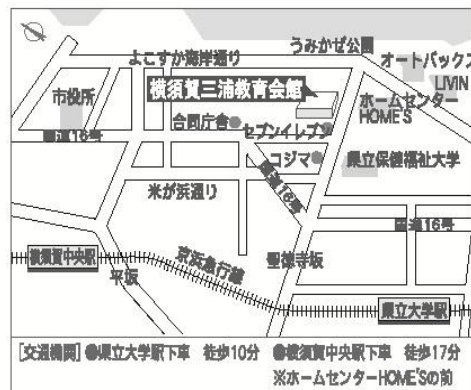 うみかぜ公園
よこすか海岸通り
オートバックス
LIVIN
横須賀三浦教育会館
市役所
ホームセンター
HOME'S
合同庁舎
セブンイレブン
国道16号
コジマ
県立保健福祉大学
米が浜通り
国道16号
国道16号
京浜急行線
聖徳寺坂
横須賀中央駅
平坂
県立大学駅
[交通機関]●県立大学駅下車 徒歩10分 ●横須賀中央駅下車 徒歩17分
※ホームセンターHOME'Sの前